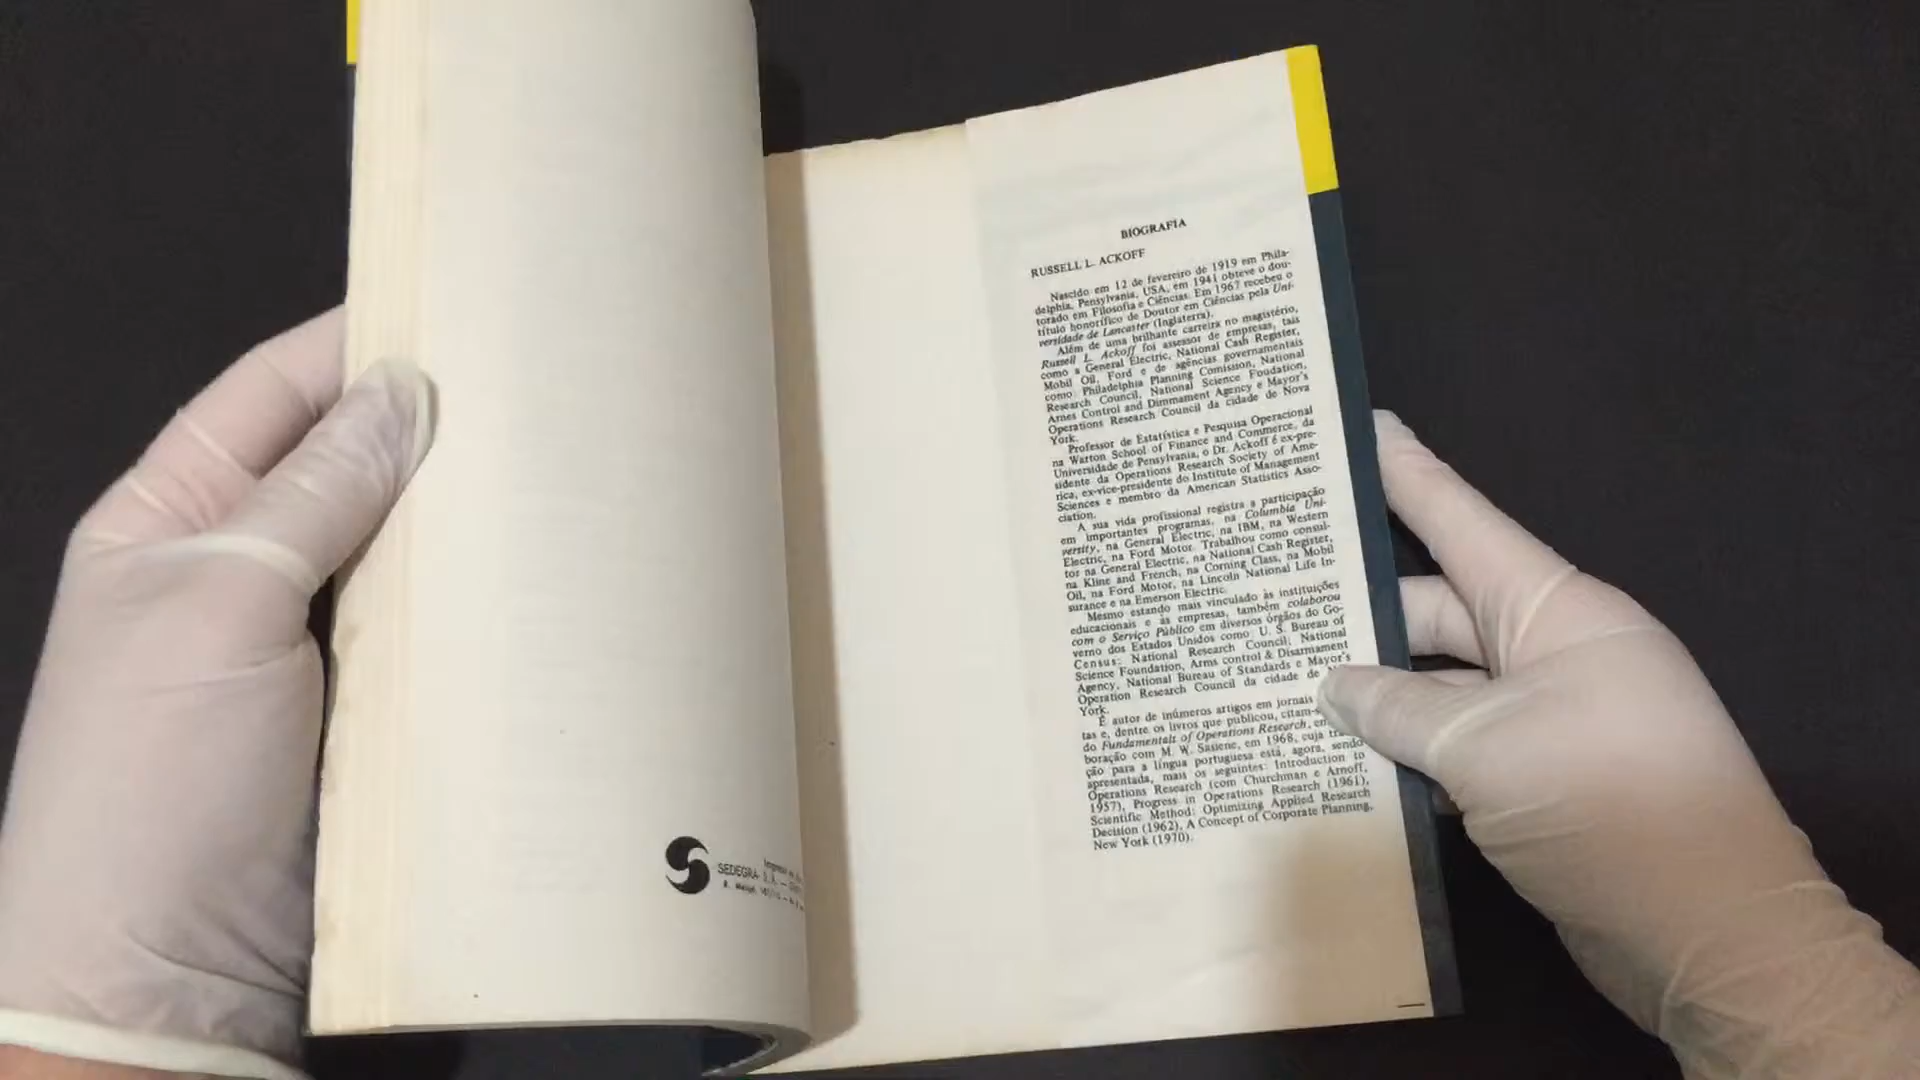 Impresso
SEDEGRA S. A. —
R. Matipó,
BIOGRAFIA
RUSSELL L. ACKOFF
Nascido em 12 de fevereiro de 1919 em Phila-
delphia, Pensylvania, USA, em 1941 obteve o dou-
torado em Filosofia e Ciências. Em 1967 recebeu o
título honorífico de Doutor em Ciências pela Uni-
versidade de Lancaster (Inglaterra).
Além de uma brilhante carreira no magistério,
Russell L. Ackoff foi assessor de empresas, tais
como a General Electric, National Cash Register,
Mobil Oil, Ford e de agências governamentais
como Philadelphia Planning Comission, National
Research Council, National Science Foudation,
Armes Control and Dimmament Agency e Mayor's
Operations Research Council da cidade de Nova
York.
Professor de Estatística e Pesquisa Operacional
na Warton School of Finance and Commerce, da
Universidade de Pensylvania, o Dr. Ackoff é ex-pre-
sidente da Operations Research Society of Ame-
rica, ex-vice-presidente do Institute of Management
Sciences e membro da American Statistics Asso-
ciation.
A sua vida profissional registra a participação
em importantes programas, na Columbia Uni-
versity, na General Electric, na IBM, na Western
Electric, na Ford Motor. Trabalhou como consul-
tor na General Electric, na National Cash Register,
na Kline and French, na Corning Class, na Mobil
Oil, na Ford Motor, na Lincoln National Life In-
surance e na Emerson Electric.
Mesmo estando mais vinculado às instituições
educacionais e às empresas, também colaborou
com o Serviço Público em diversos órgãos do Go-
verno dos Estados Unidos como: U. S. Bureau of
Census; National Research Council; National
Science Foundation, Arms control & Disarmament
Agency, National Bureau of Standards e Mayor's
Operation Research Council da cidade de
York.
É autor de inúmeros artigos em jornais
tas e, dentre os livros que publicou, citam-s
do Fundamentals of Operations Research, en
boração com M. W. Sasiene, em 1968, cuja tra
ção para a língua portuguesa está, agora, sendo
apresentada, mais os seguintes: Introduction to
Operations Research (com Churchman e Arnoff,
1957), Progress in Operations Research (1961),
Scientific Method: Optimizing Applied Research
Decision (1962), A Concept of Corporate Planning,
New York (1970).